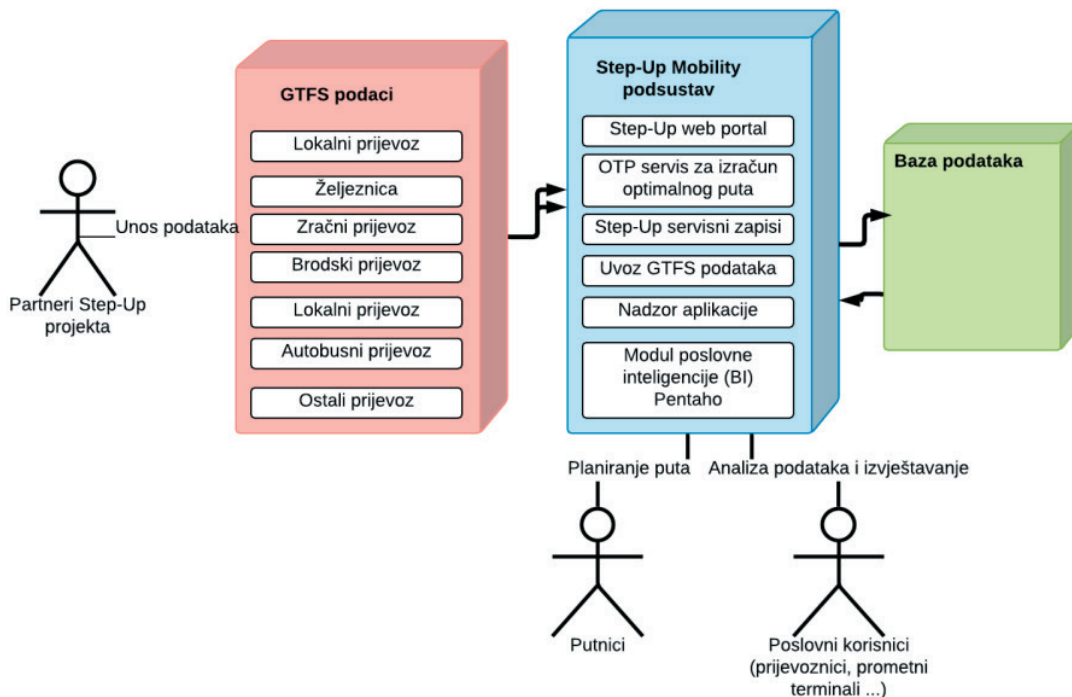 GTFS podaci
Lokalni prijevoz
Željeznica
Zračni prijevoz
Brodski prijevoz
Lokalni prijevoz
Autobusni prijevoz
Ostali prijevoz
Unos podataka
Partneri Step-Up
projekta
Step-Up Mobility
podsustav
Step-Up web portal
OTP servis za izračun
optimalnog puta
Step-Up servisni zapisi
Uvoz GTFS podataka
Nadzor aplikacije
Modul poslovne
inteligencije (BI)
Pentaho
Baza podataka
Planiranje puta
Analiza podataka i izvještavanje
Putnici
Poslovni korisnici
(prijevoznici, prometni
terminali ...)